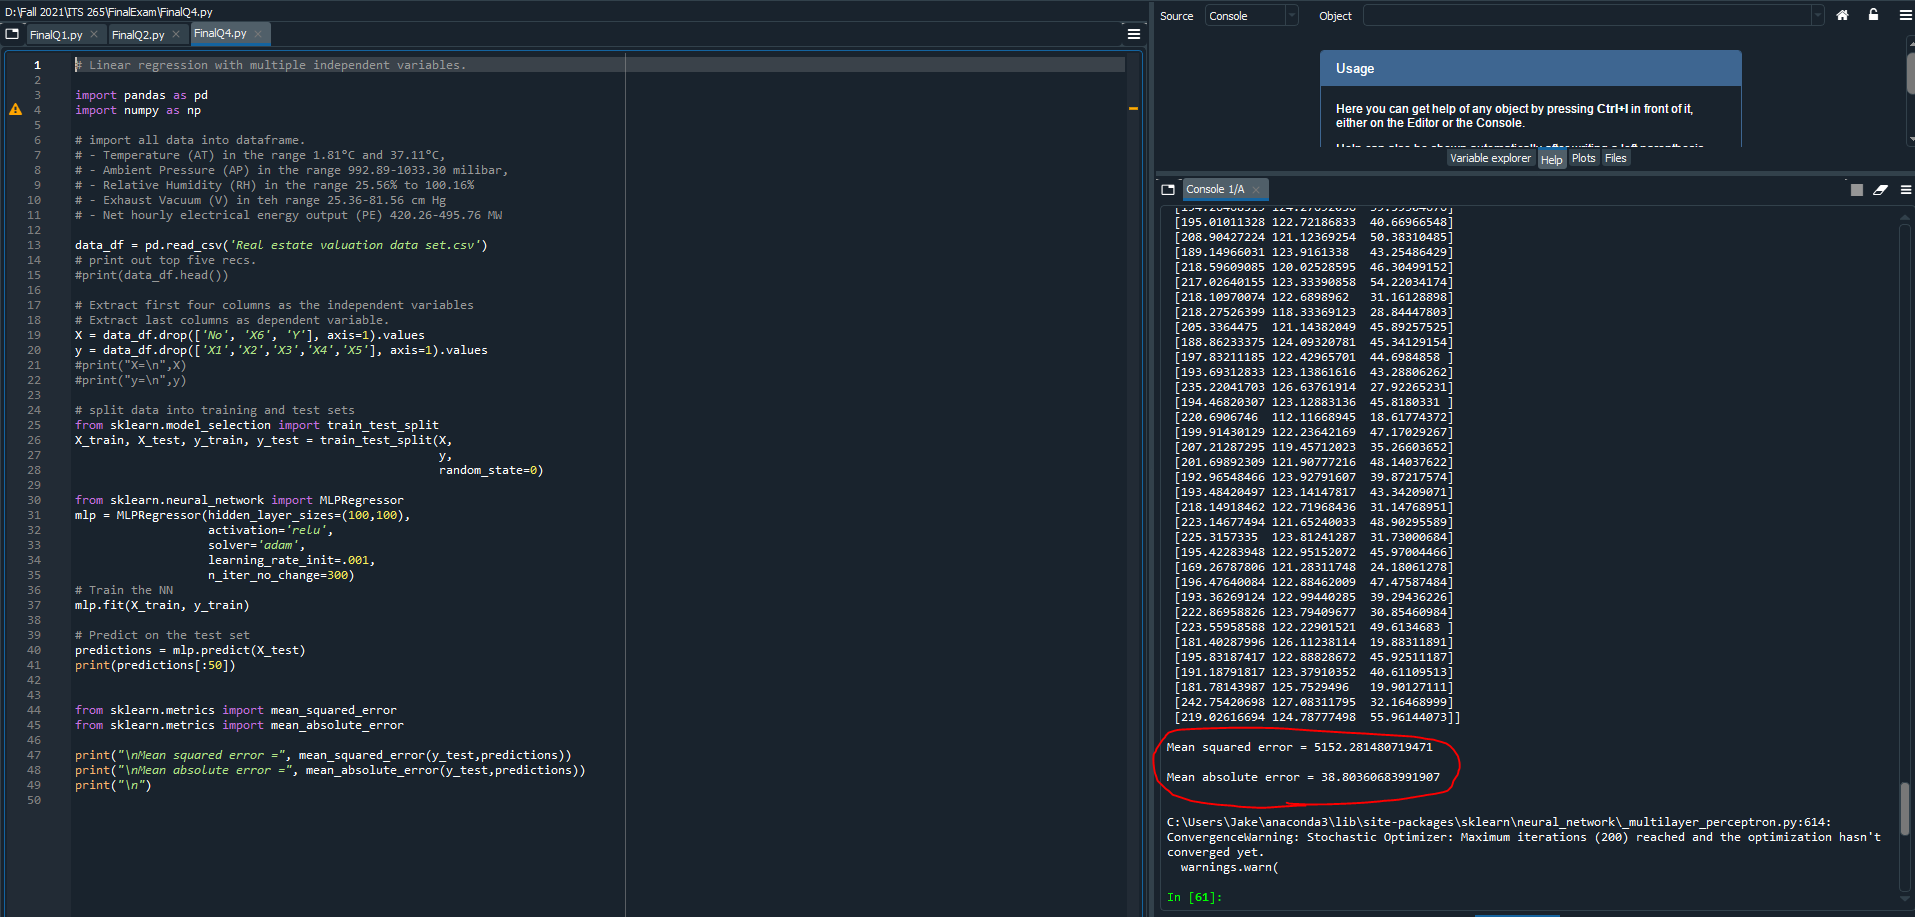 D:\Fall 2021\ITS 265\FinalExam\FinalQ4.py
FinalQ1.py
FinalQ2.py
FinalQ4.py
1 # Linear regression with multiple independent variables.
2
3 import pandas as pd
4 import numpy as np
5
6 # import all data into dataframe.
7 # - Temperature (AT) in the range 1.81°C and 37.11°C,
8 # - Ambient Pressure (AP) in the range 992.89-1033.30 milibar,
9 # - Relative Humidity (RH) in the range 25.56% to 100.16%
10 # - Exhaust Vacuum (V) in teh range 25.36-81.56 cm Hg
11 # - Net hourly electrical energy output (PE) 420.26-495.76 MW
12
13 data_df = pd.read_csv('Real estate valuation data set.csv')
14 # print out top five recs.
15 #print(data_df.head())
16
17 # Extract first four columns as the independent variables
18 # Extract last columns as dependent variable.
19 X = data_df.drop(['No', 'X6', 'Y'], axis=1).values
20 y = data_df.drop(['X1','X2','X3','X4','X5'], axis=1).values
21 #print("X=\n",X)
22 #print("y=\n",y)
23
24 # split data into training and test sets
25 from sklearn.model_selection import train_test_split
26 X_train, X_test, y_train, y_test = train_test_split(X,
27 y,
28 random_state=0)
29
30 from sklearn.neural_network import MLPRegressor
31 mlp = MLPRegressor(hidden_layer_sizes=(100,100),
32 activation='relu',
33 solver='adam',
34 learning_rate_init=.001,
35 n_iter_no_change=300)
36 # Train the NN
37 mlp.fit(X_train, y_train)
38
39 # Predict on the test set
40 predictions = mlp.predict(X_test)
41 print(predictions[:50])
42
43
44 from sklearn.metrics import mean_squared_error
45 from sklearn.metrics import mean_absolute_error
46
47 print("\nMean squared error =", mean_squared_error(y_test,predictions))
48 print("\nMean absolute error =", mean_absolute_error(y_test,predictions))
49 print("\n")
50
Source Console Object
Usage
Here you can get help of any object by pressing Ctrl+I in front of it,
either on the Editor or the Console.
Variable explorer Help Plots Files
Console 1/A
[195.01011328 122.72186833 40.66966548]
[208.90427224 121.12369254 50.38310485]
[189.14966031 123.9161338 43.25486429]
[218.59609085 120.02528595 46.30499152]
[217.02640155 123.33390858 54.22034174]
[218.10970074 122.6898962 31.16128898]
[218.27526399 118.33369123 28.84447803]
[205.3364475 121.14382049 45.89257525]
[188.86233375 124.09320781 45.34129154]
[197.83211185 122.42965701 44.6984858 ]
[193.69312833 123.13861616 43.28806262]
[235.22041703 126.63761914 27.92265231]
[194.46820307 123.12883136 45.8180331 ]
[220.6906746 112.11668945 18.61774372]
[199.91430129 122.23642169 47.17029267]
[207.21287295 119.45712023 35.26603652]
[201.69892309 121.90777216 48.14037622]
[192.96548466 123.92791607 39.87217574]
[193.48420497 123.14147817 43.34209071]
[218.14918462 122.71968436 31.14768951]
[223.14677494 121.65240033 48.90295589]
[225.3157335 123.81241287 31.73000684]
[195.42283948 122.95152072 45.97004466]
[169.26787806 121.28311748 24.18061278]
[196.47640084 122.88462009 47.47587484]
[193.36269124 122.99440285 39.29436226]
[222.86958826 123.79409677 30.85460984]
[223.55958588 122.22901521 49.6134683 ]
[181.40287996 126.11238114 19.88311891]
[195.83187417 122.88828672 45.92511187]
[191.18791817 123.37910352 40.61109513]
[181.78143987 125.7529496 19.90127111]
[242.75420698 127.08311795 32.16468999]
[219.02616694 124.78777498 55.96144073]]
Mean squared error = 5152.281480719471
Mean absolute error = 38.80360683991907
C:\Users\Jake\anaconda3\lib\site-packages\sklearn\neural_network\_multilayer_perceptron.py:614:
ConvergenceWarning: Stochastic Optimizer: Maximum iterations (200) reached and the optimization hasn't
converged yet.
warnings.warn(
In [61]: